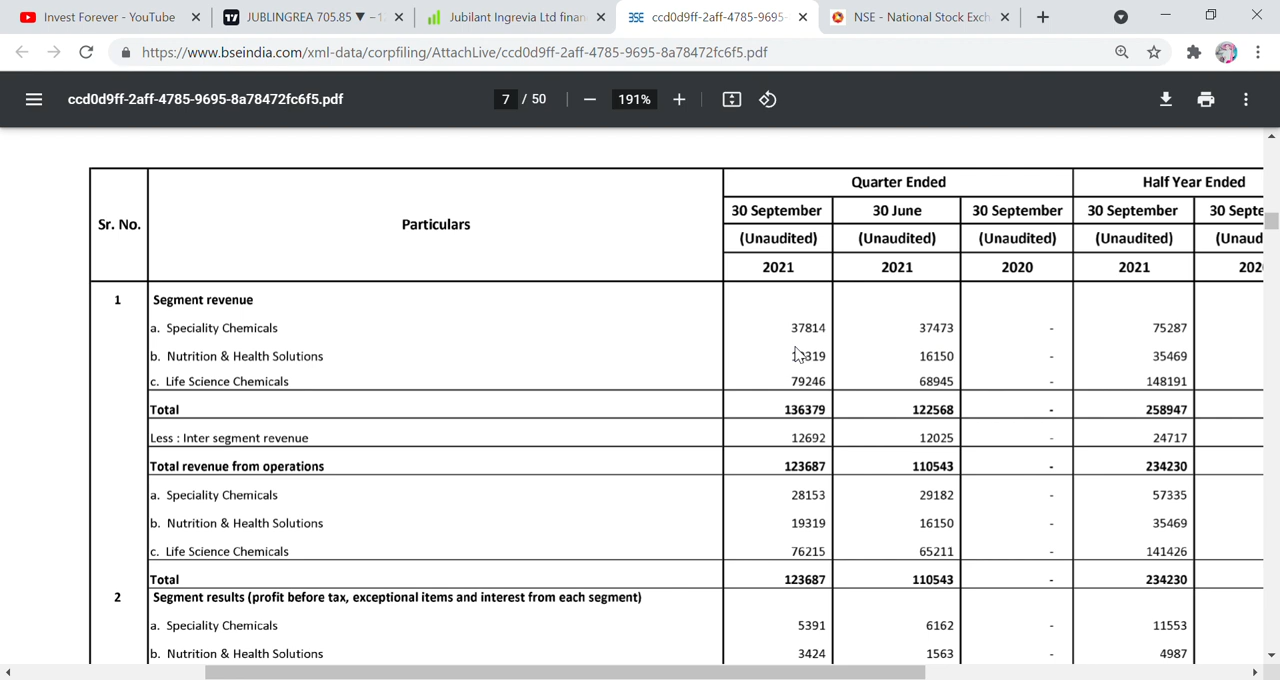 Invest Forever - YouTube
JUBLINGREA 705.85 ▼ −1
Jubilant Ingrevia Ltd finan
ccd0d9ff-2aff-4785-9695-
NSE - National Stock Exch
https://www.bseindia.com/xml-data/corpfiling/AttachLive/ccd0d9ff-2aff-4785-9695-8a78472fc6f5.pdf
ccd0d9ff-2aff-4785-9695-8a78472fc6f5.pdf 7 / 50 191%
Quarter Ended Half Year Ended
Sr. No. Particulars 30 September 30 June 30 September 30 September 30 Septe
(Unaudited) (Unaudited) (Unaudited) (Unaudited) (Unaud
2021 2021 2020 2021 202
1 Segment revenue
a. Speciality Chemicals 37814 37473 - 75287
b. Nutrition & Health Solutions 16150 - 35469
c. Life Science Chemicals 79246 68945 - 148191
Total 136379 122568 - 258947
Less : Inter segment revenue 12692 12025 - 24717
Total revenue from operations 123687 110543 - 234230
a. Speciality Chemicals 28153 29182 - 57335
b. Nutrition & Health Solutions 19319 16150 - 35469
c. Life Science Chemicals 76215 65211 - 141426
Total 123687 110543 - 234230
2 Segment results (profit before tax, exceptional items and interest from each segment)
a. Speciality Chemicals 5391 6162 - 11553
b. Nutrition & Health Solutions 3424 1563 - 4987